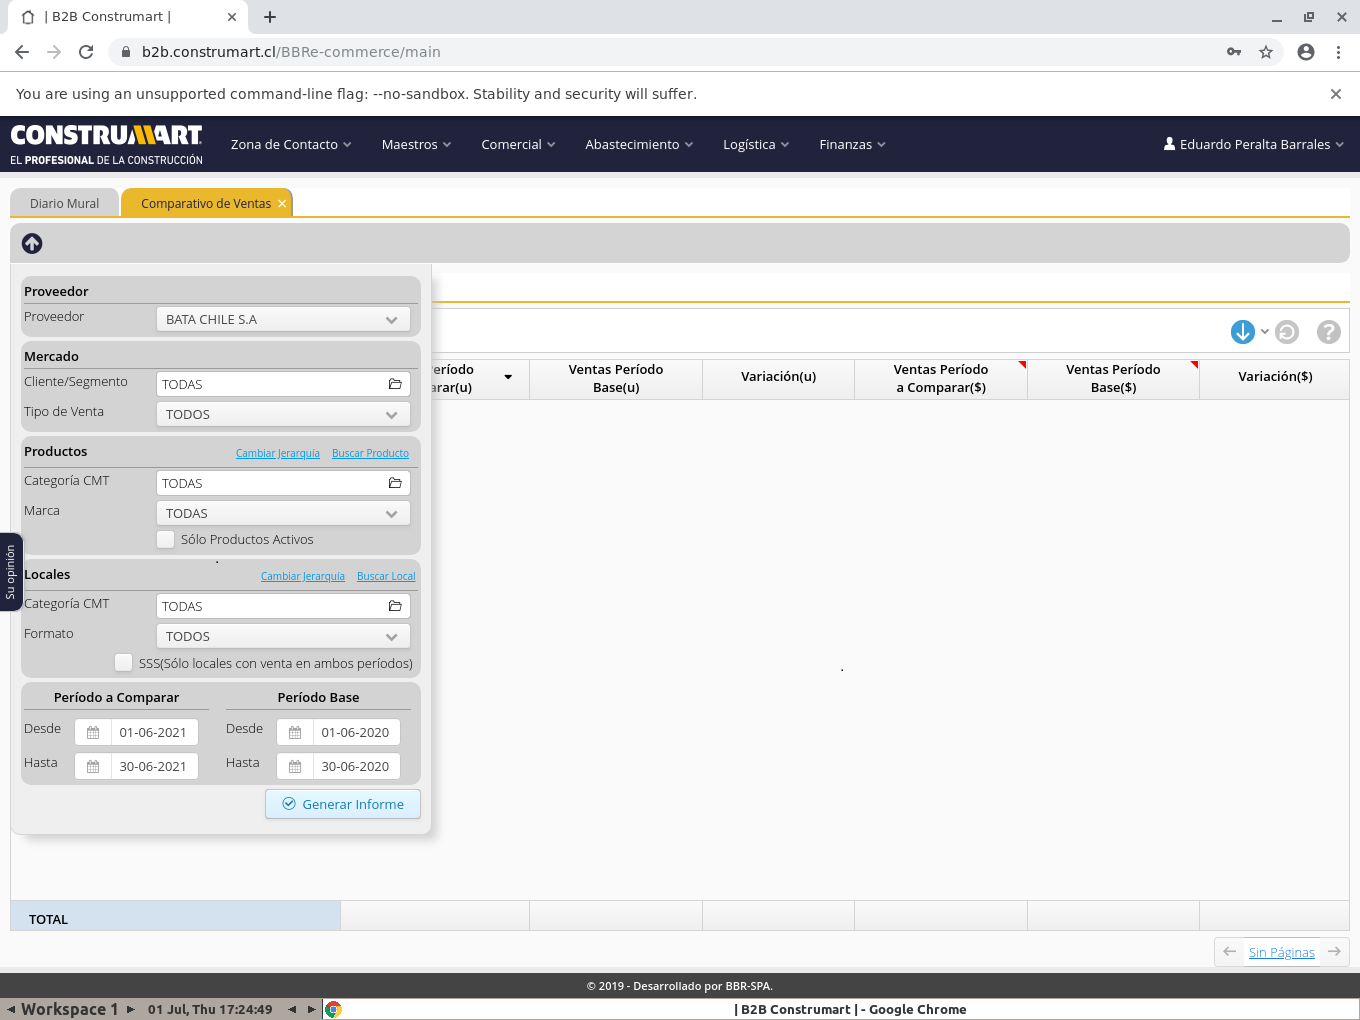 | B2B Construmart |
b2b.construmart.cl/BBRe-commerce/main
You are using an unsupported command-line flag: --no-sandbox. Stability and security will suffer.
CONSTRUMART
EL PROFESIONAL DE LA CONSTRUCCIÓN
Zona de Contacto Maestros Comercial Abastecimiento Logística Finanzas Eduardo Peralta Barrales
Diario Mural Comparativo de Ventas
Proveedor
Proveedor BATA CHILE S.A
Mercado
Cliente/Segmento TODAS
Tipo de Venta TODOS
Productos Cambiar Jerarquía Buscar Producto
Categoría CMT TODAS
Marca TODAS
Sólo Productos Activos
Su opinión
Locales Cambiar Jerarquía Buscar Local
Categoría CMT TODAS
Formato TODOS
SSS(Sólo locales con venta en ambos períodos)
Período a Comparar Período Base
Desde 01-06-2021 Desde 01-06-2020
Hasta 30-06-2021 Hasta 30-06-2020
Generar Informe
eríodo Ventas Período Variación(u) Ventas Período Ventas Período Variación($)
arar(u) Base(u) a Comparar($) Base($)
TOTAL
Sin Páginas
© 2019 - Desarrollado por BBR-SPA.
Workspace 1 01 Jul, Thu 17:24:49 | B2B Construmart | - Google Chrome